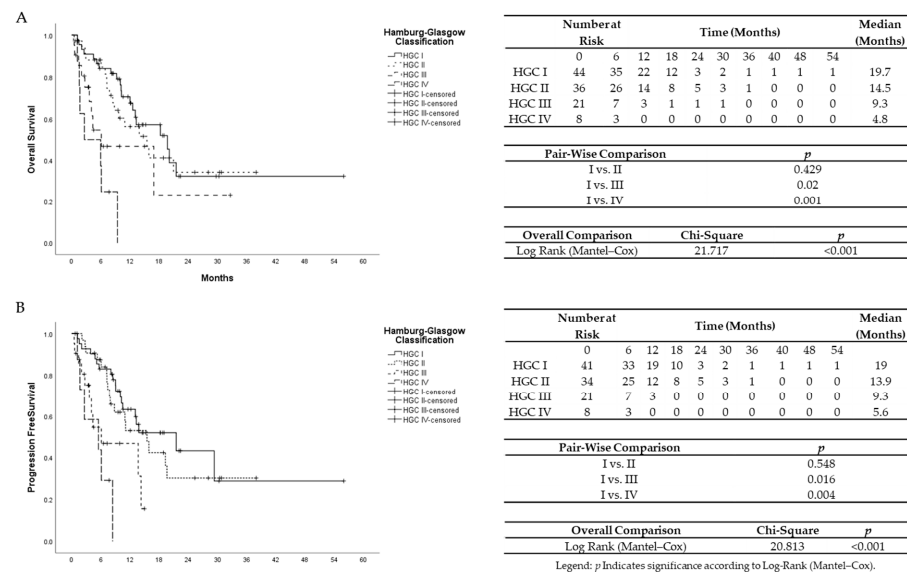 A
Overall Survival
1.0
0.8
0.6
0.4
0.2
0.0
0 6 12 18 24 30 36 42 48 54 60
Months
Hamburg-Glasgow
Classification
HGC I
HGC II
HGC III
HGC IV
HGC I-censored
HGC II-censored
HGC III-censored
HGC IV-censored
Number at Risk Time (Months) Median (Months)
0 6 12 18 24 30 36 40 48 54
HGC I 44 35 22 12 3 2 1 1 1 1 19.7
HGC II 36 26 14 8 5 3 1 0 0 0 14.5
HGC III 21 7 3 1 1 1 0 0 0 0 9.3
HGC IV 8 3 0 0 0 0 0 0 0 0 4.8
Pair-Wise Comparison p
I vs. II 0.429
I vs. III 0.02
I vs. IV 0.001
Overall Comparison Chi-Square p
Log Rank (Mantel–Cox) 21.717 <0.001
B
Progression FreeSurvival
1.0
0.8
0.6
0.4
0.2
0.0
0 6 12 18 24 30 36 42 48 54 60
Months
Hamburg-Glasgow
Classification
HGC I
HGC II
HGC III
HGC IV
HGC I-censored
HGC II-censored
HGC III-censored
HGC IV-censored
Number at Risk Time (Months) Median (Months)
0 6 12 18 24 30 36 40 48 54
HGC I 41 33 19 10 3 2 1 1 1 1 19
HGC II 34 25 12 8 5 3 1 0 0 0 13.9
HGC III 21 7 3 0 0 0 0 0 0 0 9.3
HGC IV 8 3 0 0 0 0 0 0 0 0 5.6
Pair-Wise Comparison p
I vs. II 0.548
I vs. III 0.016
I vs. IV 0.004
Overall Comparison Chi-Square p
Log Rank (Mantel–Cox) 20.813 <0.001
Legend: p Indicates significance according to Log-Rank (Mantel–Cox).